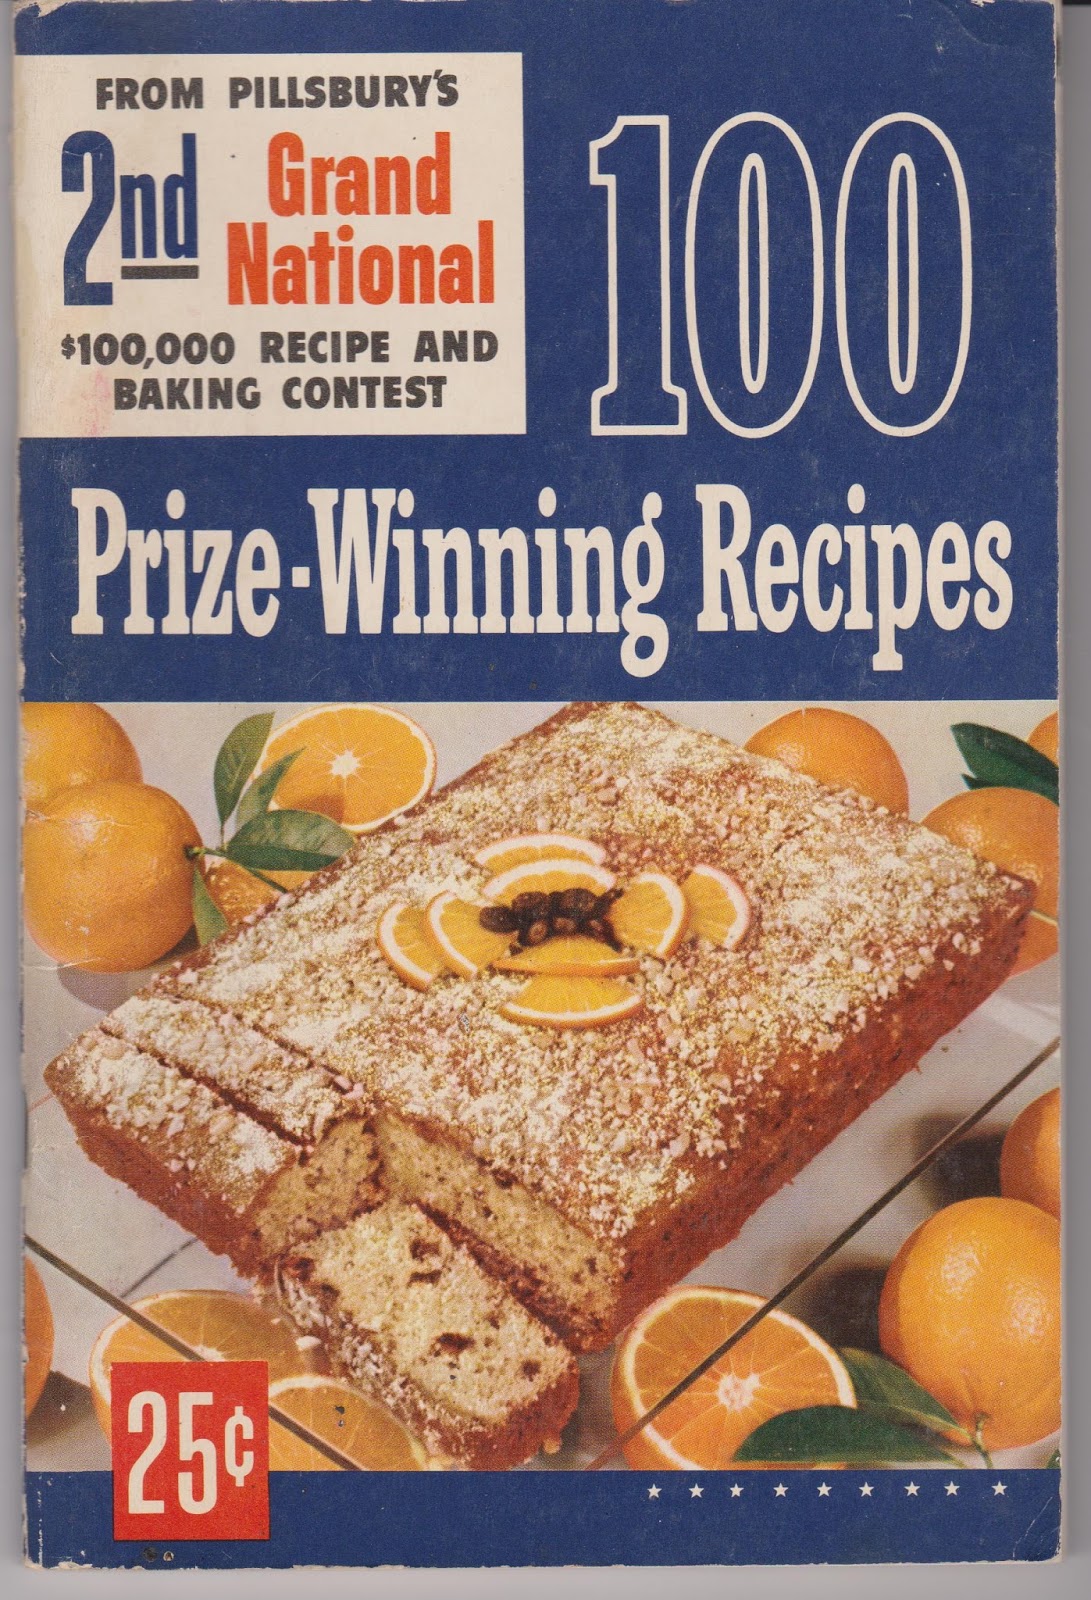 FROM PILLSBURY'S
2nd Grand
National
$100,000 RECIPE AND
BAKING CONTEST
100
Prize-Winning Recipes
25¢